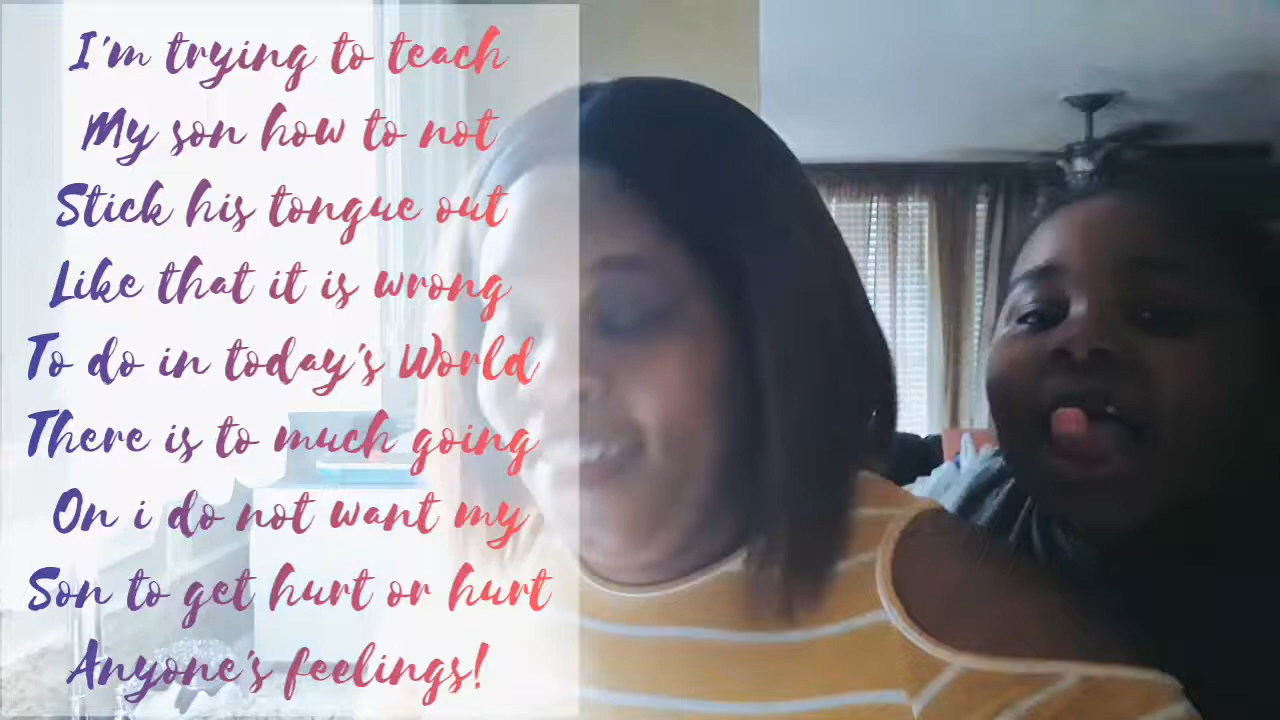 I'm trying to teach
My son how to not
Stick his tongue out
Like that it is wrong
To do in today's World
There is to much going
On i do not want my
Son to get hurt or hurt
Anyone's feelings!